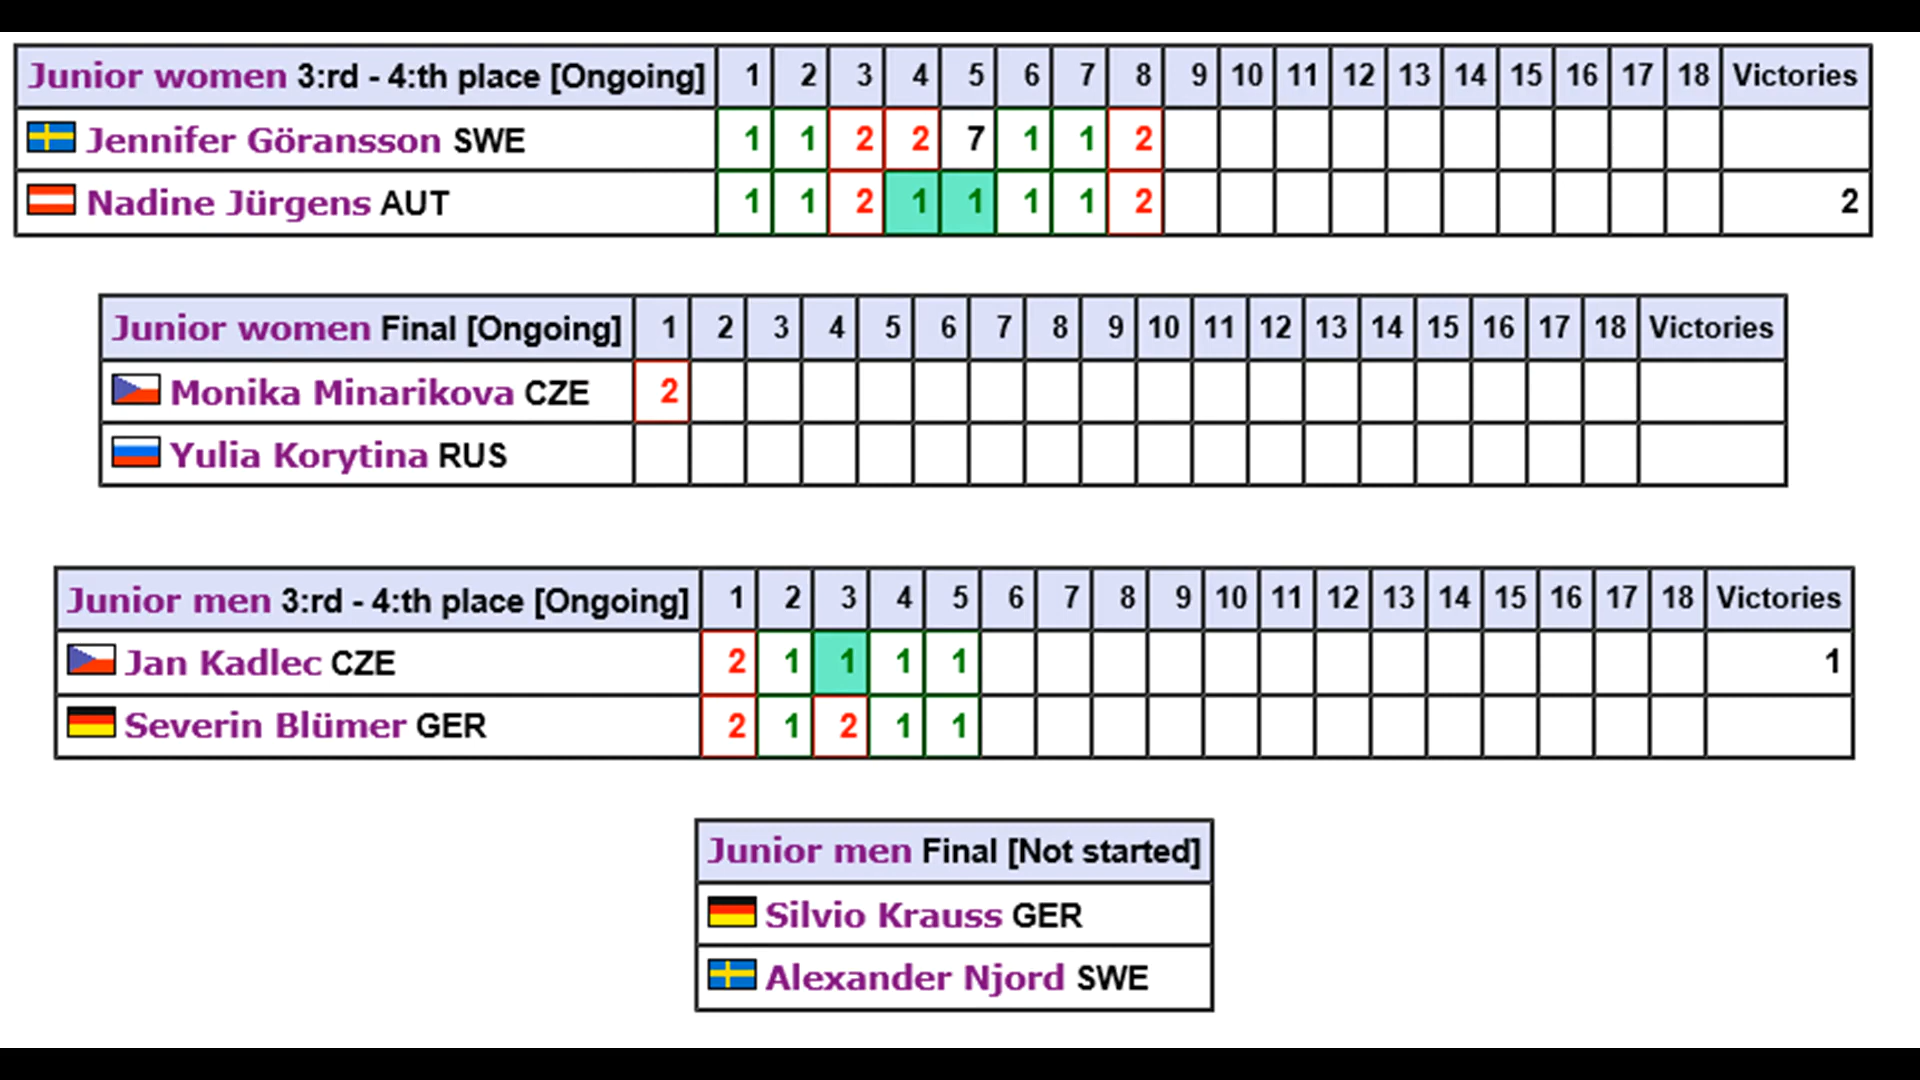 Junior women 3:rd - 4:th place [Ongoing] 1 2 3 4 5 6 7 8 9 10 11 12 13 14 15 16 17 18 Victories
Jennifer Göransson SWE 1 1 2 2 7 1 1 2
Nadine Jürgens AUT 1 1 2 1 1 1 1 2 2
Junior women Final [Ongoing] 1 2 3 4 5 6 7 8 9 10 11 12 13 14 15 16 17 18 Victories
Monika Minarikova CZE 2
Yulia Korytina RUS
Junior men 3:rd - 4:th place [Ongoing] 1 2 3 4 5 6 7 8 9 10 11 12 13 14 15 16 17 18 Victories
Jan Kadlec CZE 2 1 1 1 1 1
Severin Blümer GER 2 1 2 1 1
Junior men Final [Not started]
Silvio Krauss GER
Alexander Njord SWE